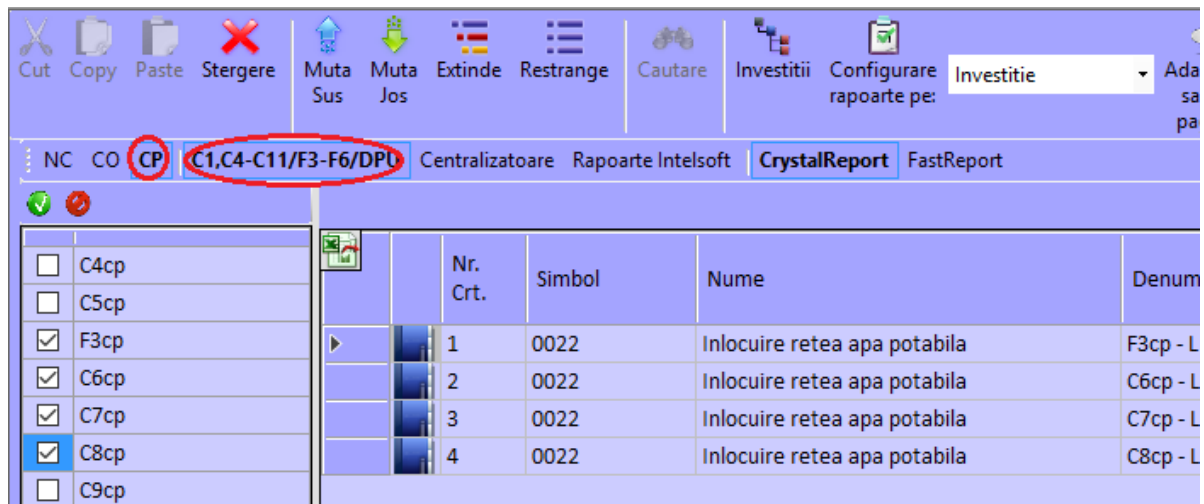 Cut Copy Paste Stergere Muta Sus Muta Jos Extinde Restrange Cautare Investitii Configurare rapoarte pe: Investitie
NC CO CP C1,C4-C11/F3-F6/DPU Centralizatoare Rapoarte Intelsoft CrystalReport FastReport
Nr. Crt. Simbol Nume
C4cp
C5cp
F3cp
C6cp
C7cp
C8cp
C9cp
1 0022 Inlocuire retea apa potabila F3cp - L
2 0022 Inlocuire retea apa potabila C6cp - L
3 0022 Inlocuire retea apa potabila C7cp - L
4 0022 Inlocuire retea apa potabila C8cp - L